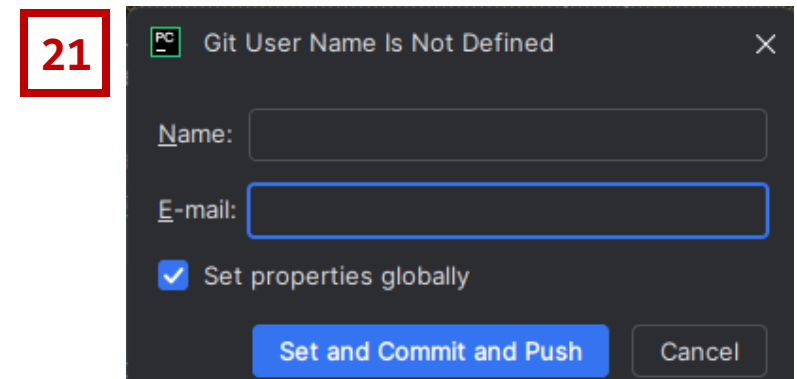 21
PC Git User Name Is Not Defined
Name:
E-mail:
Set properties globally
Set and Commit and Push Cancel